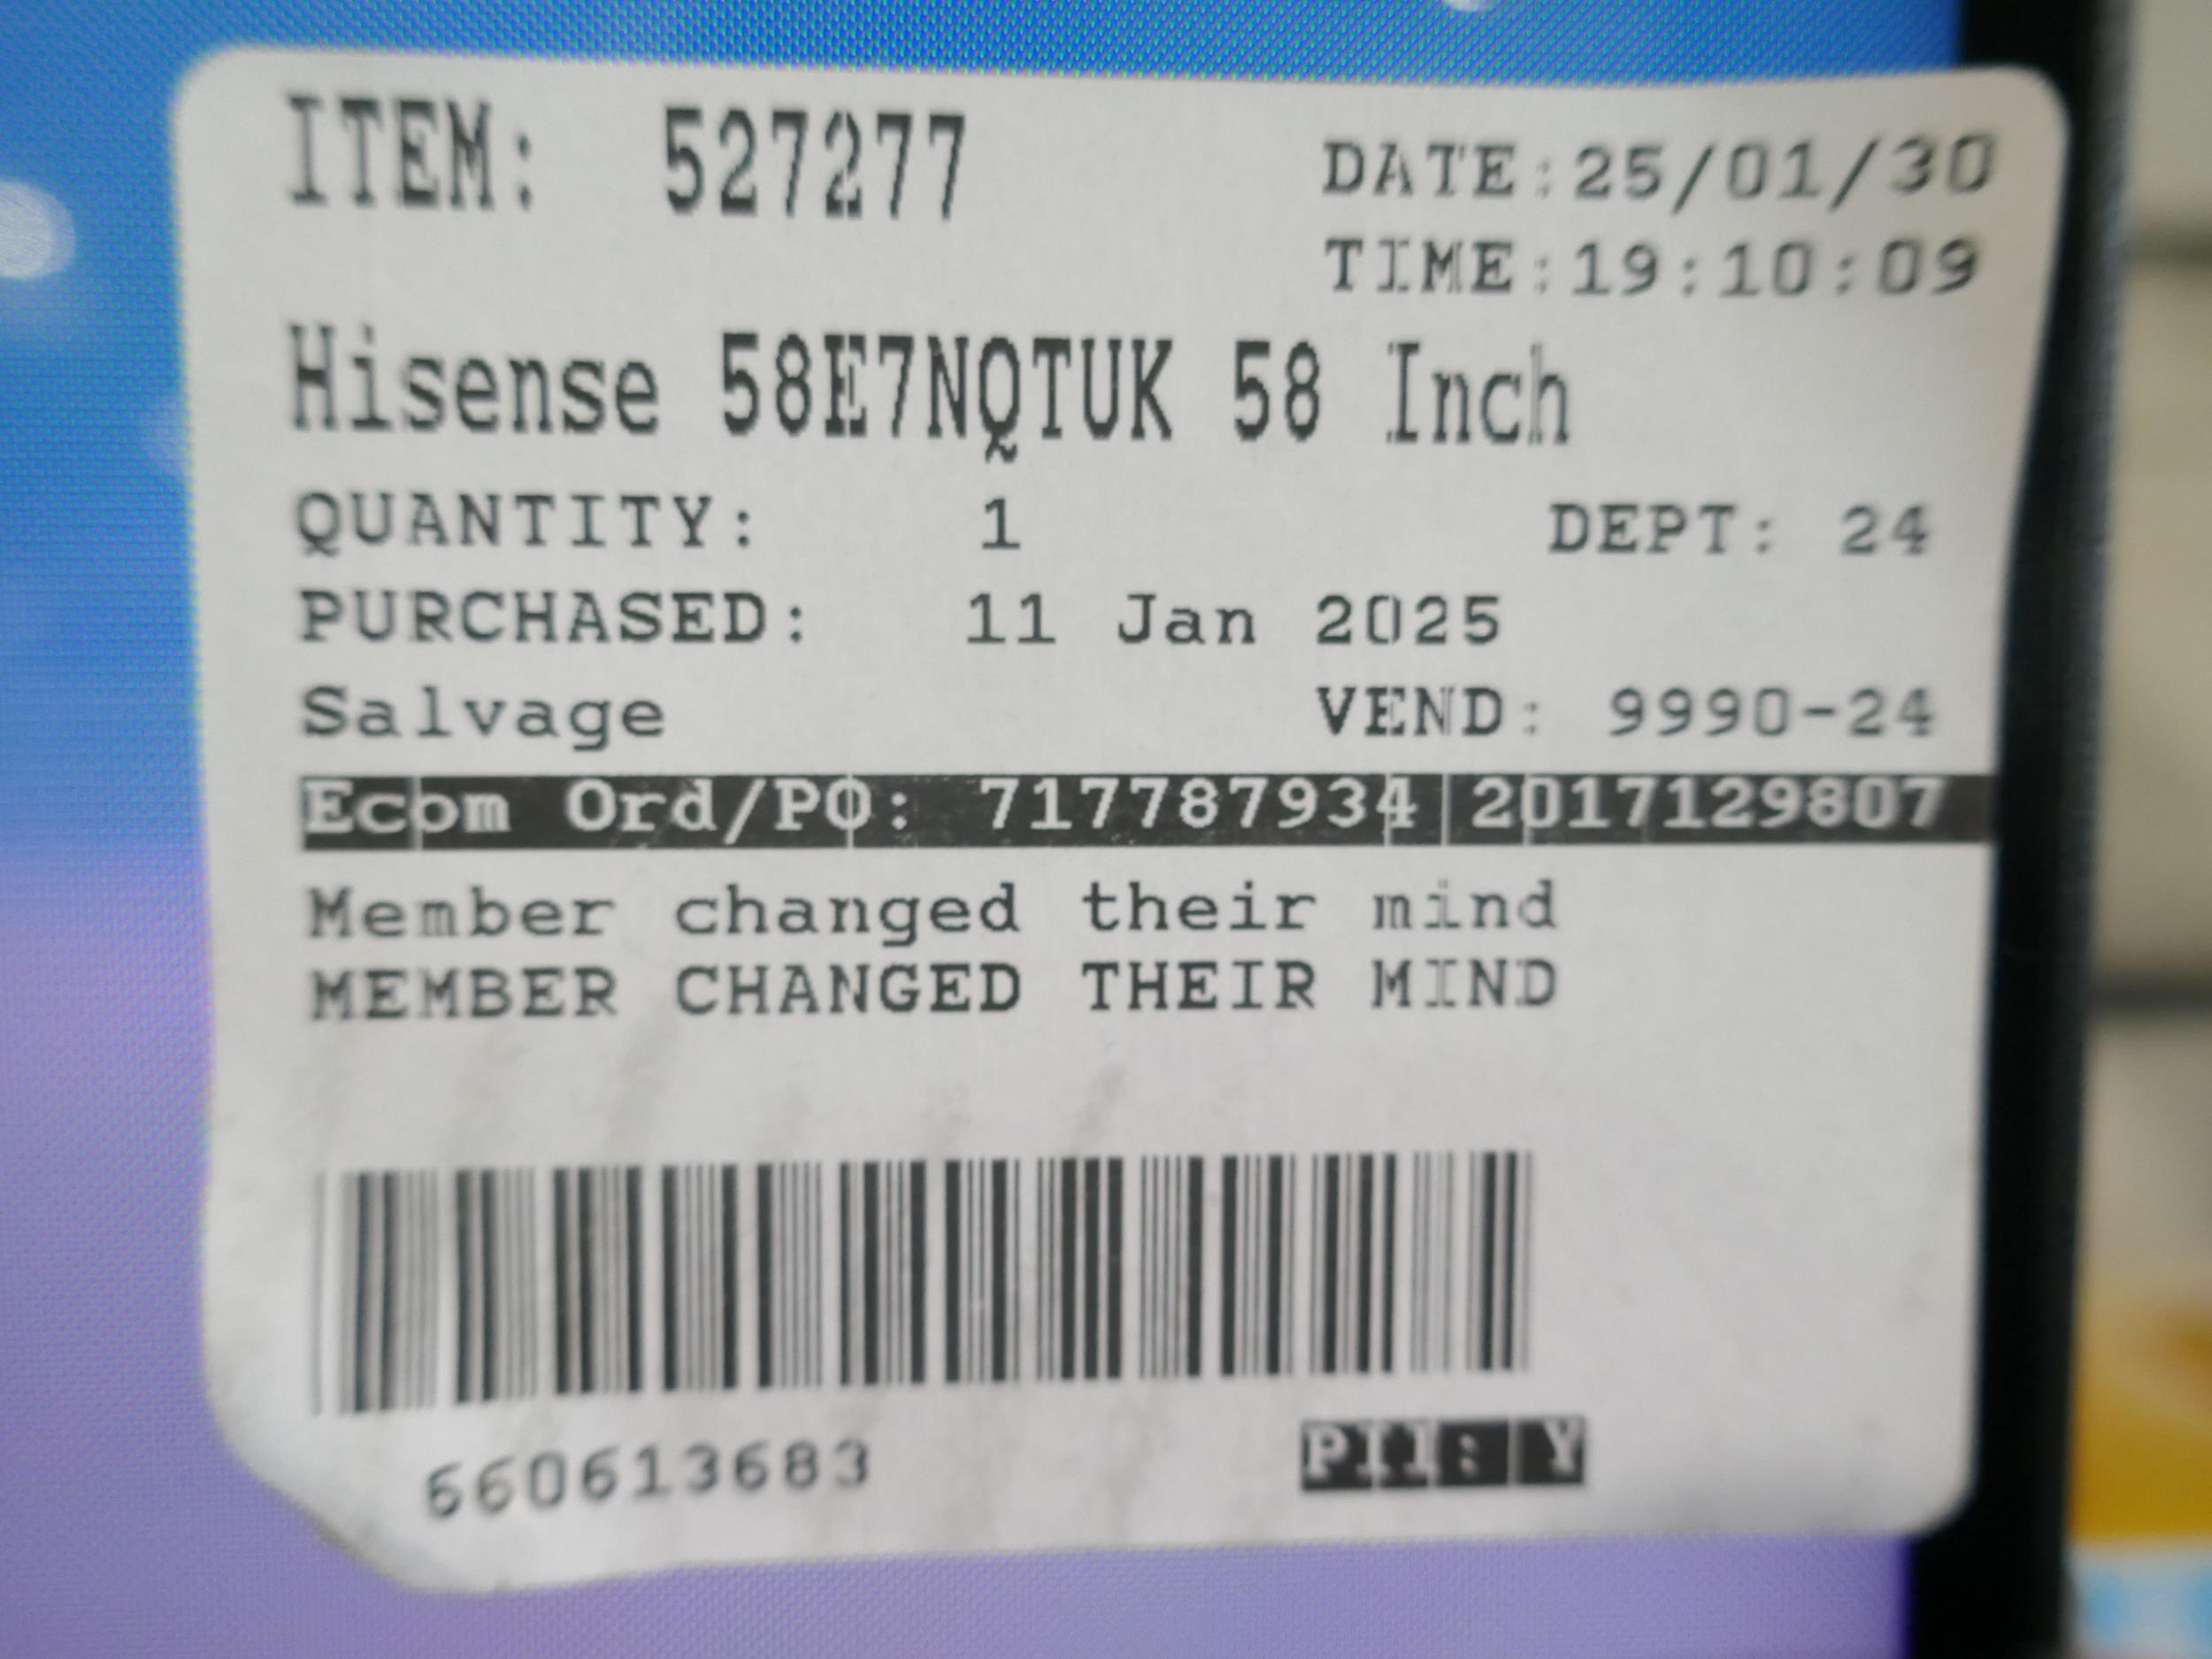 ITEM: 527277
DATE:25/01/30
TIME:19:10:09
Hisense 58E7NQTUK 58 Inch
QUANTITY: 1 DEPT: 24
PURCHASED: 11 Jan 2025
Salvage VEND: 9990-24
Ecom Ord/PO: 717787934 2017129807
Member changed their mind
MEMBER CHANGED THEIR MIND
660613683 PII: Y